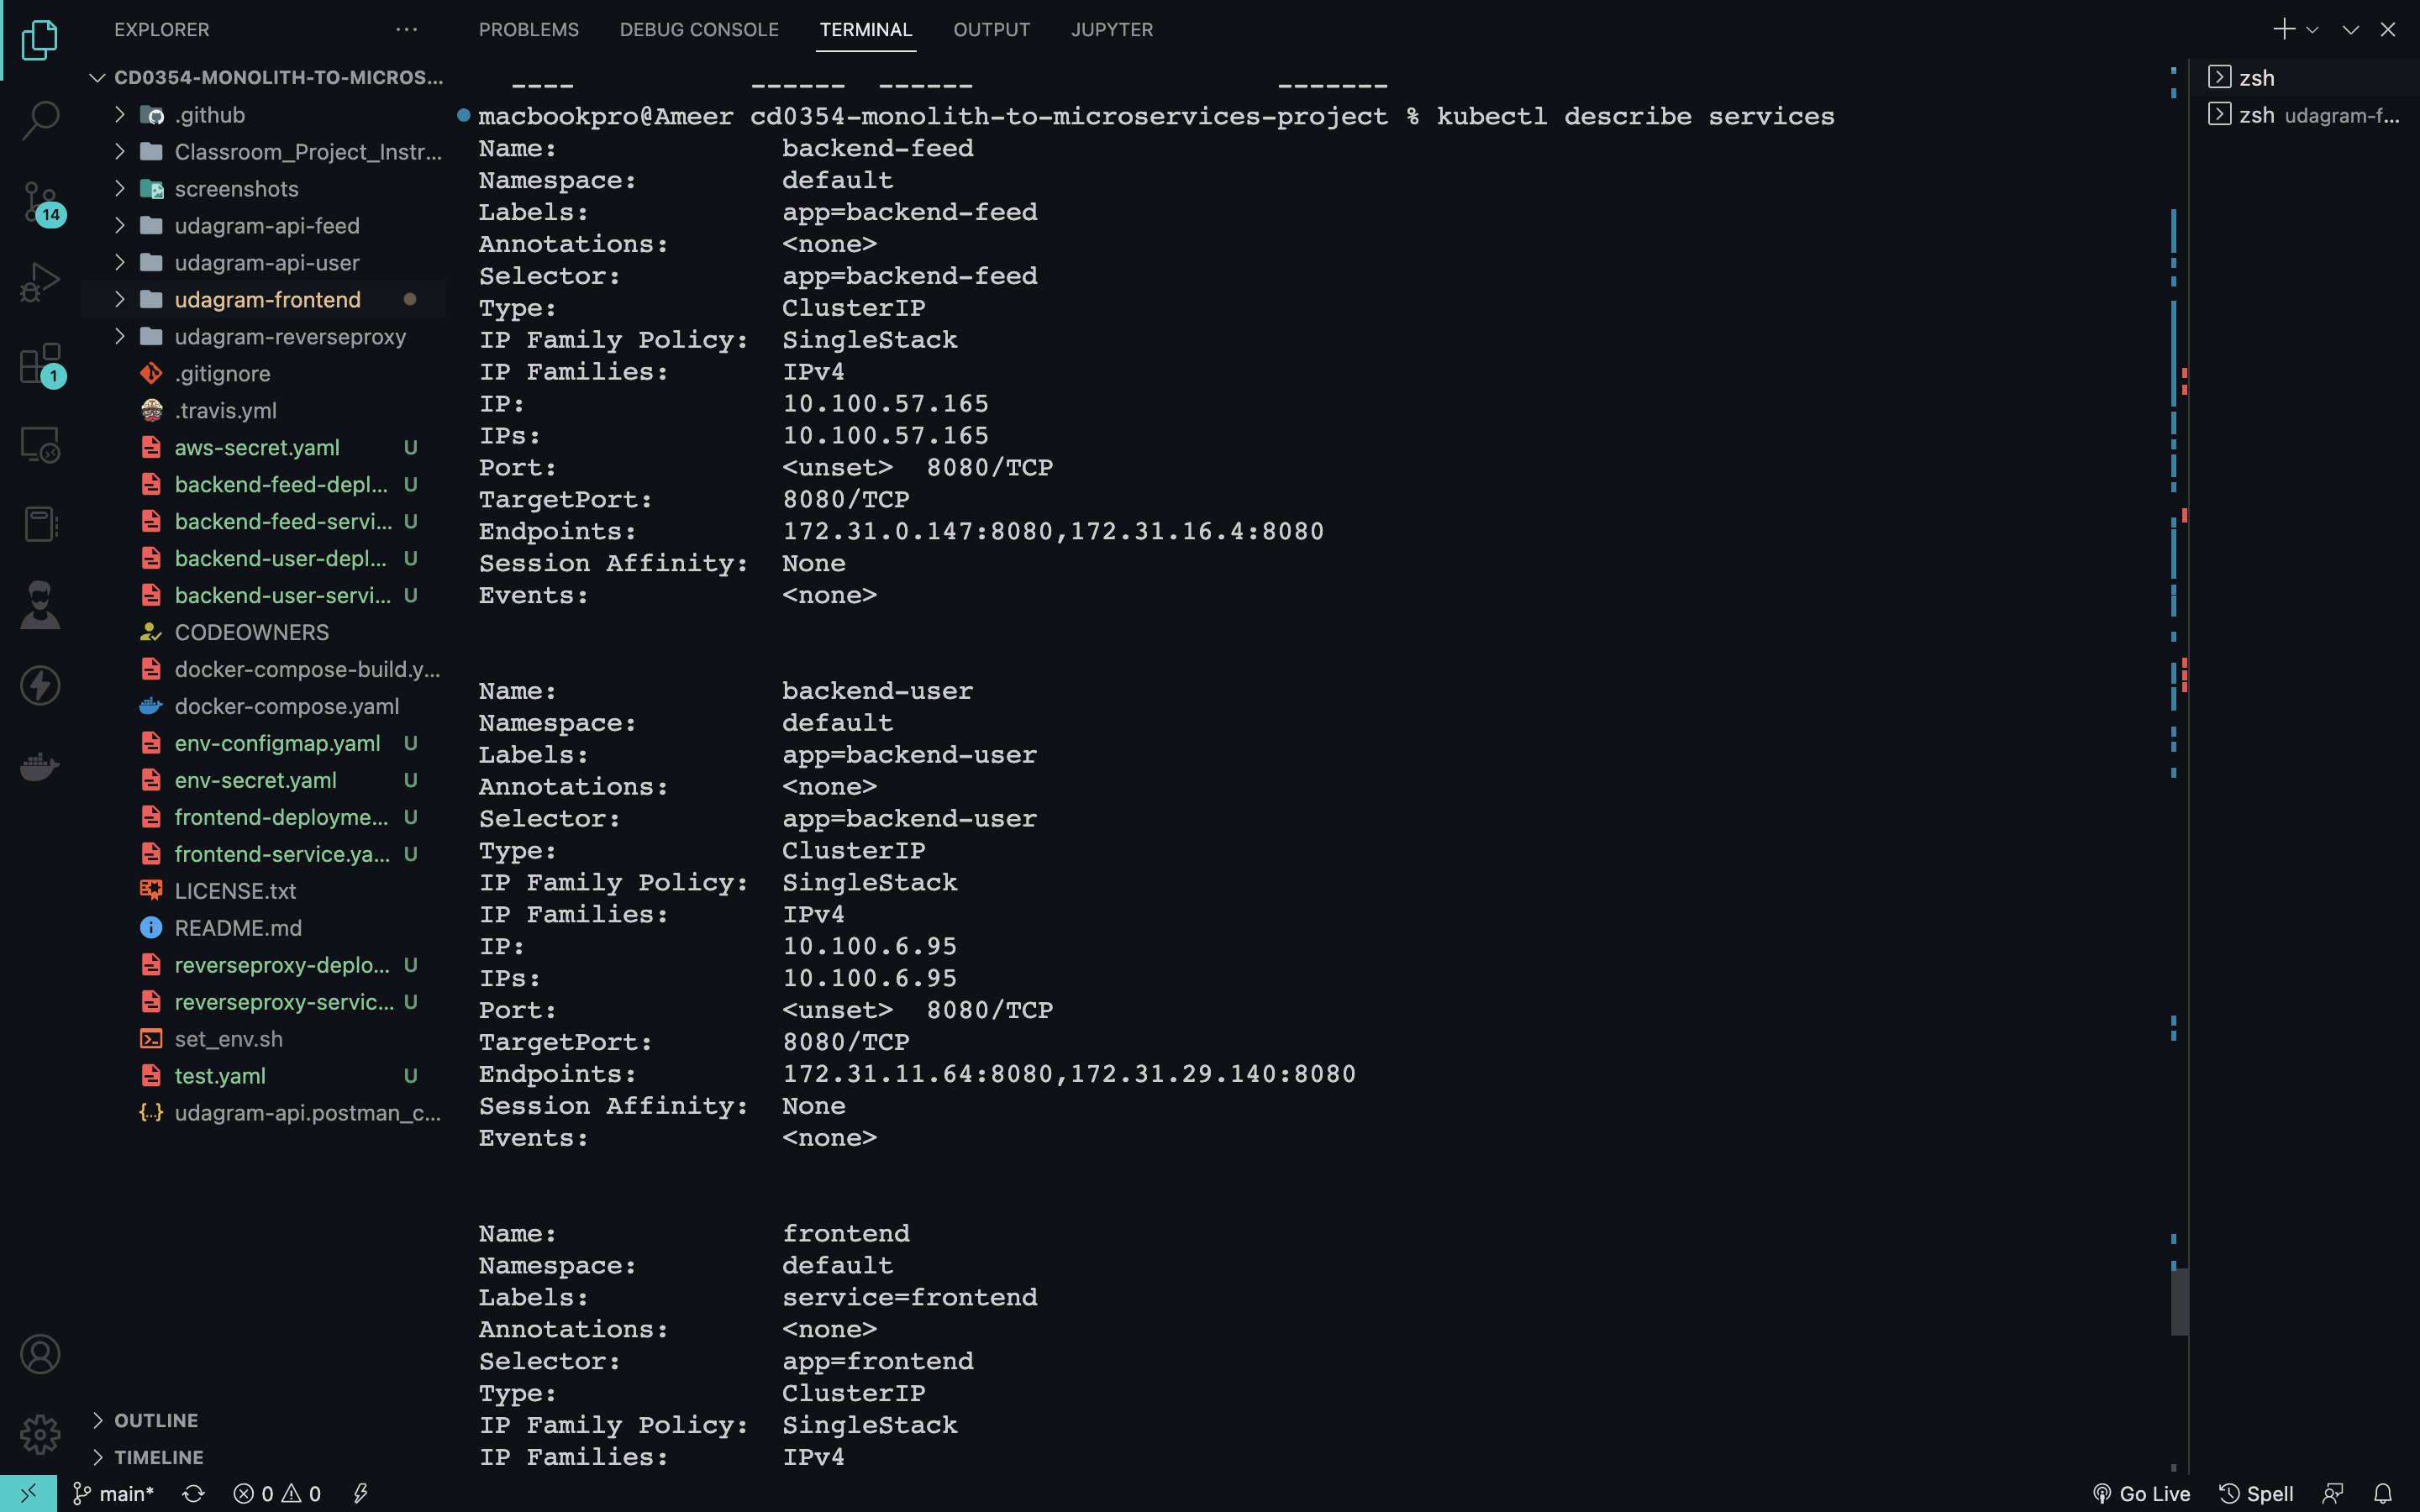 EXPLORER
...
CD0354-MONOLITH-TO-MICROS...
.github
Classroom_Project_Instr...
screenshots
udagram-api-feed
udagram-api-user
udagram-frontend
udagram-reverseproxy
.gitignore
.travis.yml
aws-secret.yaml U
backend-feed-depl... U
backend-feed-servi... U
backend-user-depl... U
backend-user-servi... U
CODEOWNERS
docker-compose-build.y...
docker-compose.yaml
env-configmap.yaml U
env-secret.yaml U
frontend-deployme... U
frontend-service.ya... U
LICENSE.txt
README.md
reverseproxy-deplo... U
reverseproxy-servic... U
set_env.sh
test.yaml U
udagram-api.postman_c...
OUTLINE
TIMELINE
14
1
PROBLEMS DEBUG CONSOLE TERMINAL OUTPUT JUPYTER
---- ------ ------ -------
macbookpro@Ameer cd0354-monolith-to-microservices-project % kubectl describe services
Name: backend-feed
Namespace: default
Labels: app=backend-feed
Annotations: <none>
Selector: app=backend-feed
Type: ClusterIP
IP Family Policy: SingleStack
IP Families: IPv4
IP: 10.100.57.165
IPs: 10.100.57.165
Port: <unset> 8080/TCP
TargetPort: 8080/TCP
Endpoints: 172.31.0.147:8080,172.31.16.4:8080
Session Affinity: None
Events: <none>
Name: backend-user
Namespace: default
Labels: app=backend-user
Annotations: <none>
Selector: app=backend-user
Type: ClusterIP
IP Family Policy: SingleStack
IP Families: IPv4
IP: 10.100.6.95
IPs: 10.100.6.95
Port: <unset> 8080/TCP
TargetPort: 8080/TCP
Endpoints: 172.31.11.64:8080,172.31.29.140:8080
Session Affinity: None
Events: <none>
Name: frontend
Namespace: default
Labels: service=frontend
Annotations: <none>
Selector: app=frontend
Type: ClusterIP
IP Family Policy: SingleStack
IP Families: IPv4
zsh
zsh udagram-f...
main* 0 0
Go Live Spell